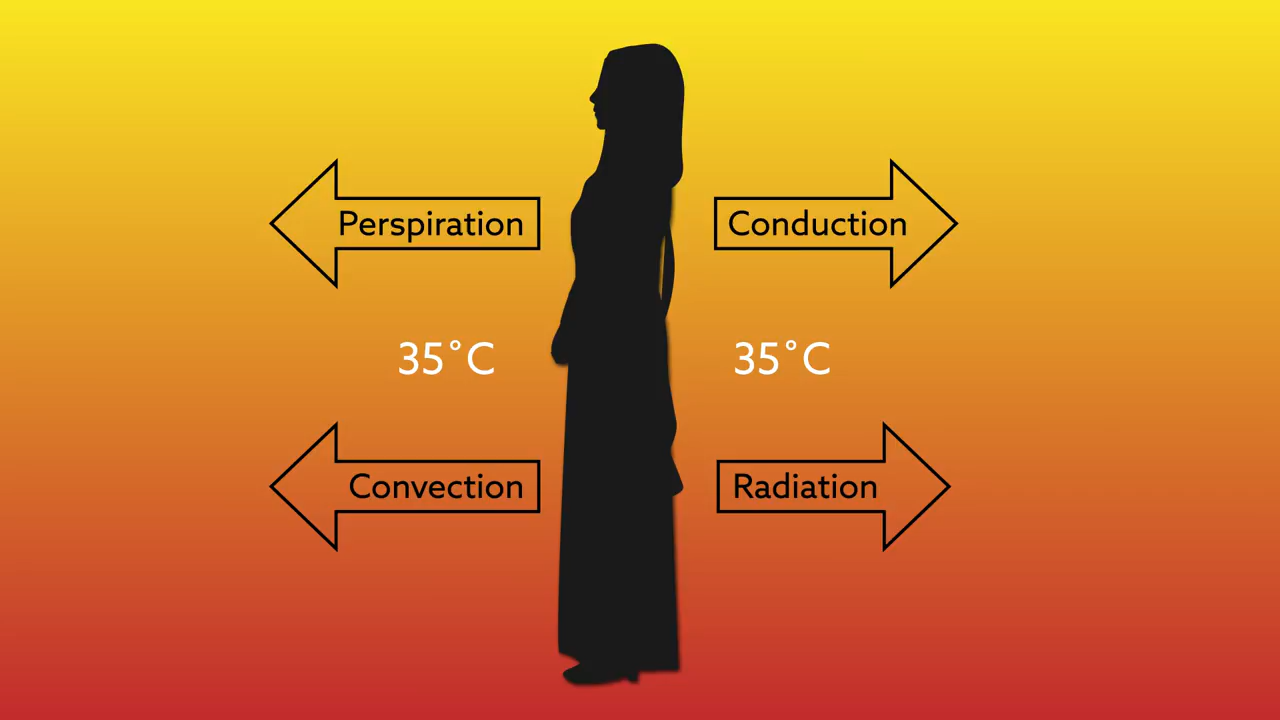 Perspiration
Conduction
35°C
35°C
Convection
Radiation